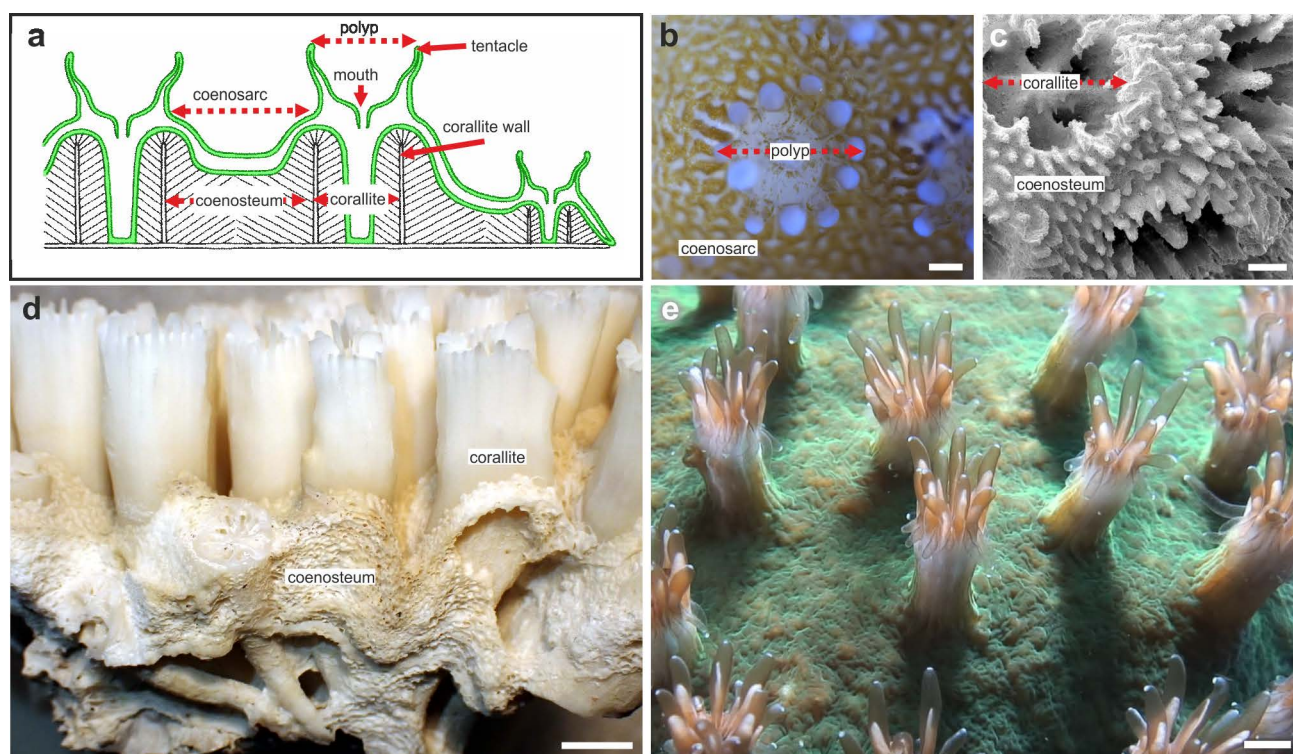 a
polyp
tentacle
mouth
coenosarc
corallite wall
coenosteum
corallite
b
polyp
coenosarc
c
corallite
coenosteum
d
corallite
coenosteum
e